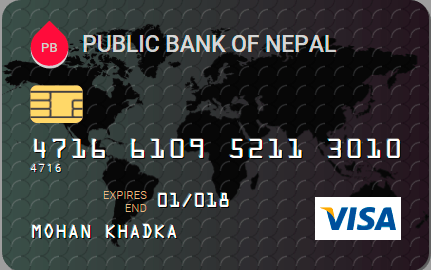 PB PUBLIC BANK OF NEPAL
4716 6109 5211 3010
4716
EXPIRES
END 01/018
MOHAN KHADKA
VISA